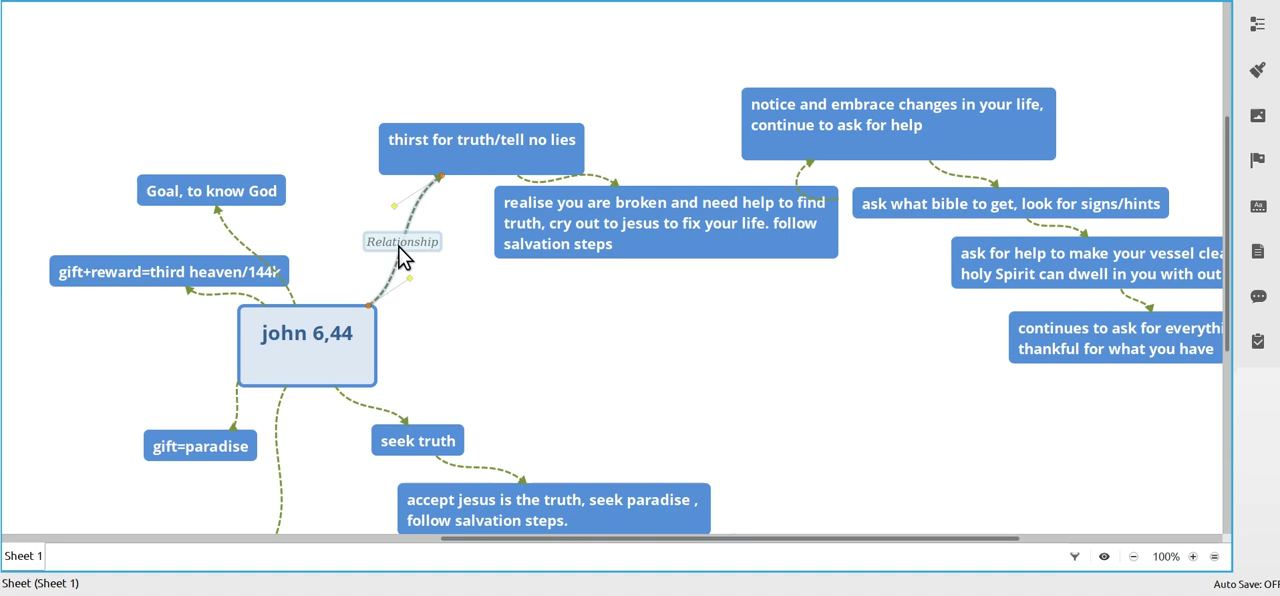 notice and embrace changes in your life,
continue to ask for help
thirst for truth/tell no lies
Goal, to know God
realise you are broken and need help to find
truth, cry out to jesus to fix your life. follow
salvation steps
ask what bible to get, look for signs/hints
Relationship
ask for help to make your vessel clea
holy Spirit can dwell in you with out
gift+reward=third heaven/144k
john 6,44
continues to ask for everythi
thankful for what you have
gift=paradise
seek truth
accept jesus is the truth, seek paradise ,
follow salvation steps.
Sheet 1
100%
Sheet (Sheet 1)
Auto Save: OFF